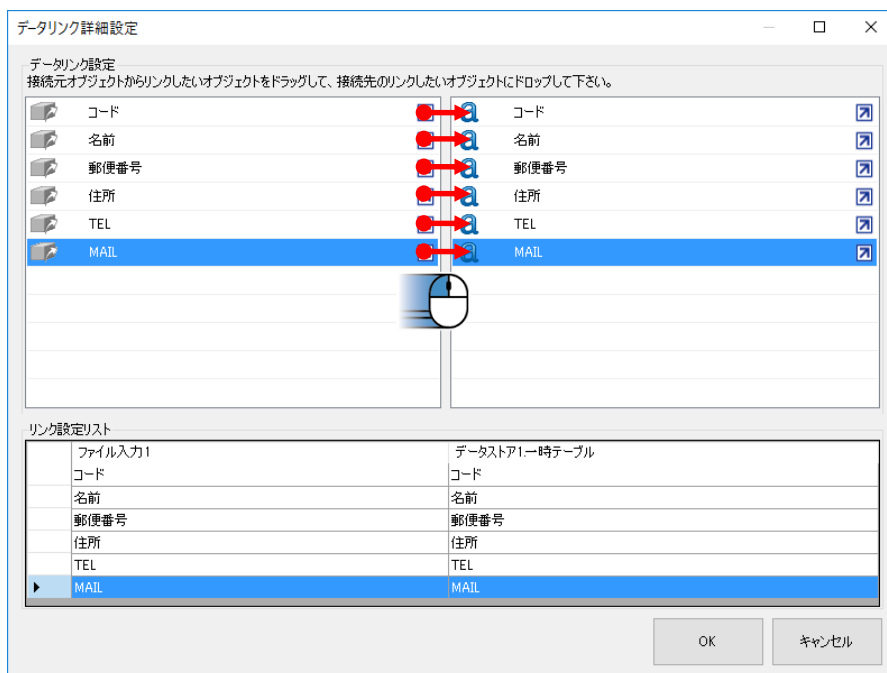 データリンク詳細設定
データリンク設定
接続元オブジェクトからリンクしたいオブジェクトをドラッグして、接続先のリンクしたいオブジェクトにドロップして下さい。
コード a コード
名前 a 名前
郵便番号 a 郵便番号
住所 a 住所
TEL a TEL
MAIL a MAIL
リンク設定リスト
ファイル入力1 データストア1.一時テーブル
コード コード
名前 名前
郵便番号 郵便番号
住所 住所
TEL TEL
MAIL MAIL
OK キャンセル